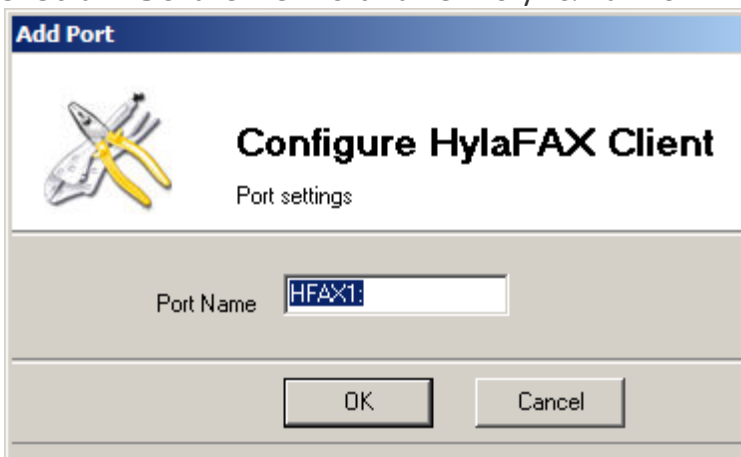 Add Port
Configure HylaFAX Client
Port settings
Port Name HFAX1:
OK Cancel